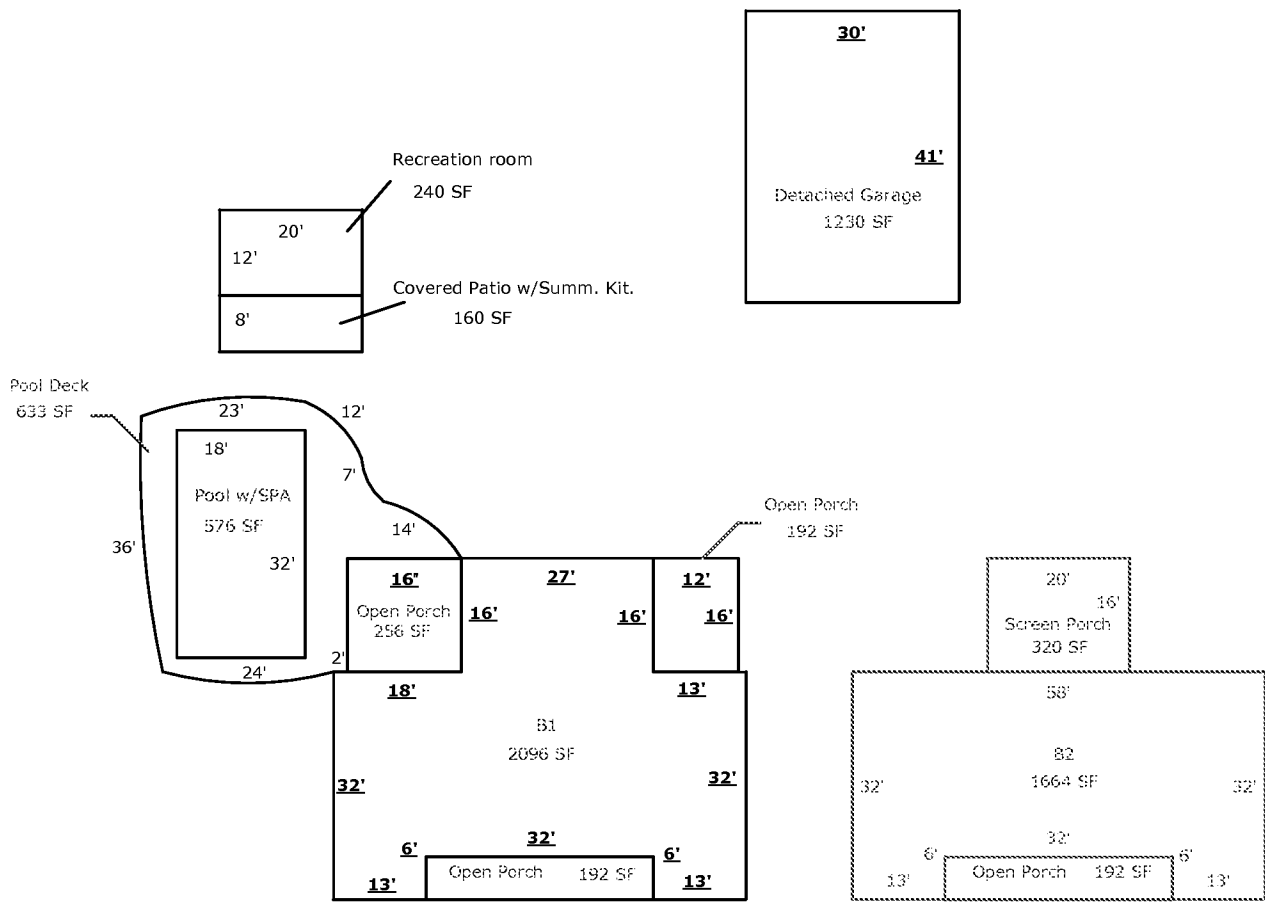 30'
41'
Detached Garage
1230 SF
Recreation room
240 SF
20'
12'
Covered Patio w/Summ. Kit.
160 SF
8'
Pool Deck
633 SF
23'
12'
18'
7'
Pool w/SPA
576 SF
14'
36'
32'
24'
2'
Open Porch
192 SF
16"
Open Porch
256 SF
16'
27'
16'
12'
16'
20'
16'
Screen Porch
320 SF
18'
13'
B1
2096 SF
32'
32'
32'
6'
6'
13'
Open Porch 192 SF
13'
58'
B2
1664 SF
32'
32'
32'
6'
6'
13'
Open Porch 192 SF
13'